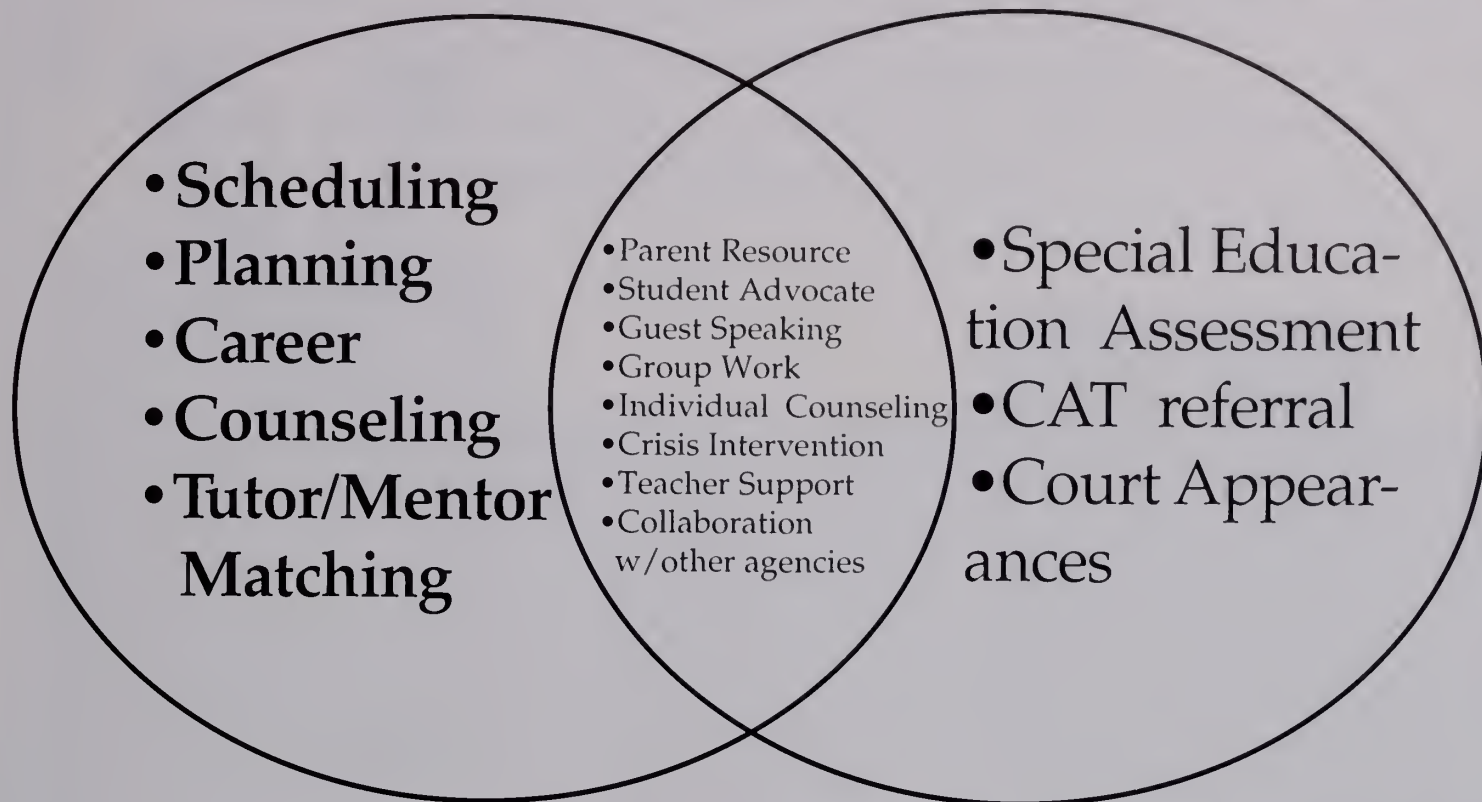 •Scheduling
•Planning
•Career
•Counseling
•Tutor/Mentor
Matching
•Parent Resource
•Student Advocate
•Guest Speaking
•Group Work
•Individual Counseling
•Crisis Intervention
•Teacher Support
•Collaboration
w/other agencies
•Special Educa-
tion Assessment
•CAT referral
•Court Appear-
ances